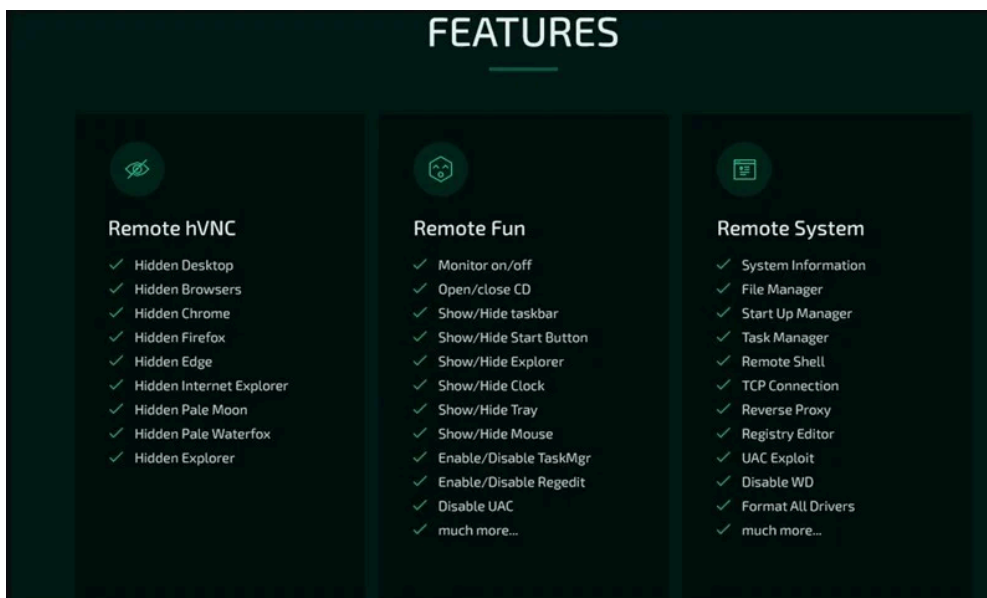 FEATURES
Remote hVNC
Hidden Desktop
Hidden Browsers
Hidden Chrome
Hidden Firefox
Hidden Edge
Hidden Internet Explorer
Hidden Pale Moon
Hidden Pale Waterfox
Hidden Explorer
Remote Fun
Monitor on/off
Open/close CD
Show/Hide taskbar
Show/Hide Start Button
Show/Hide Explorer
Show/Hide Clock
Show/Hide Tray
Show/Hide Mouse
Enable/Disable TaskMgr
Enable/Disable Regedit
Disable UAC
much more...
Remote System
System Information
File Manager
Start Up Manager
Task Manager
Remote Shell
TCP Connection
Reverse Proxy
Registry Editor
UAC Exploit
Disable WD
Format All Drivers
much more...